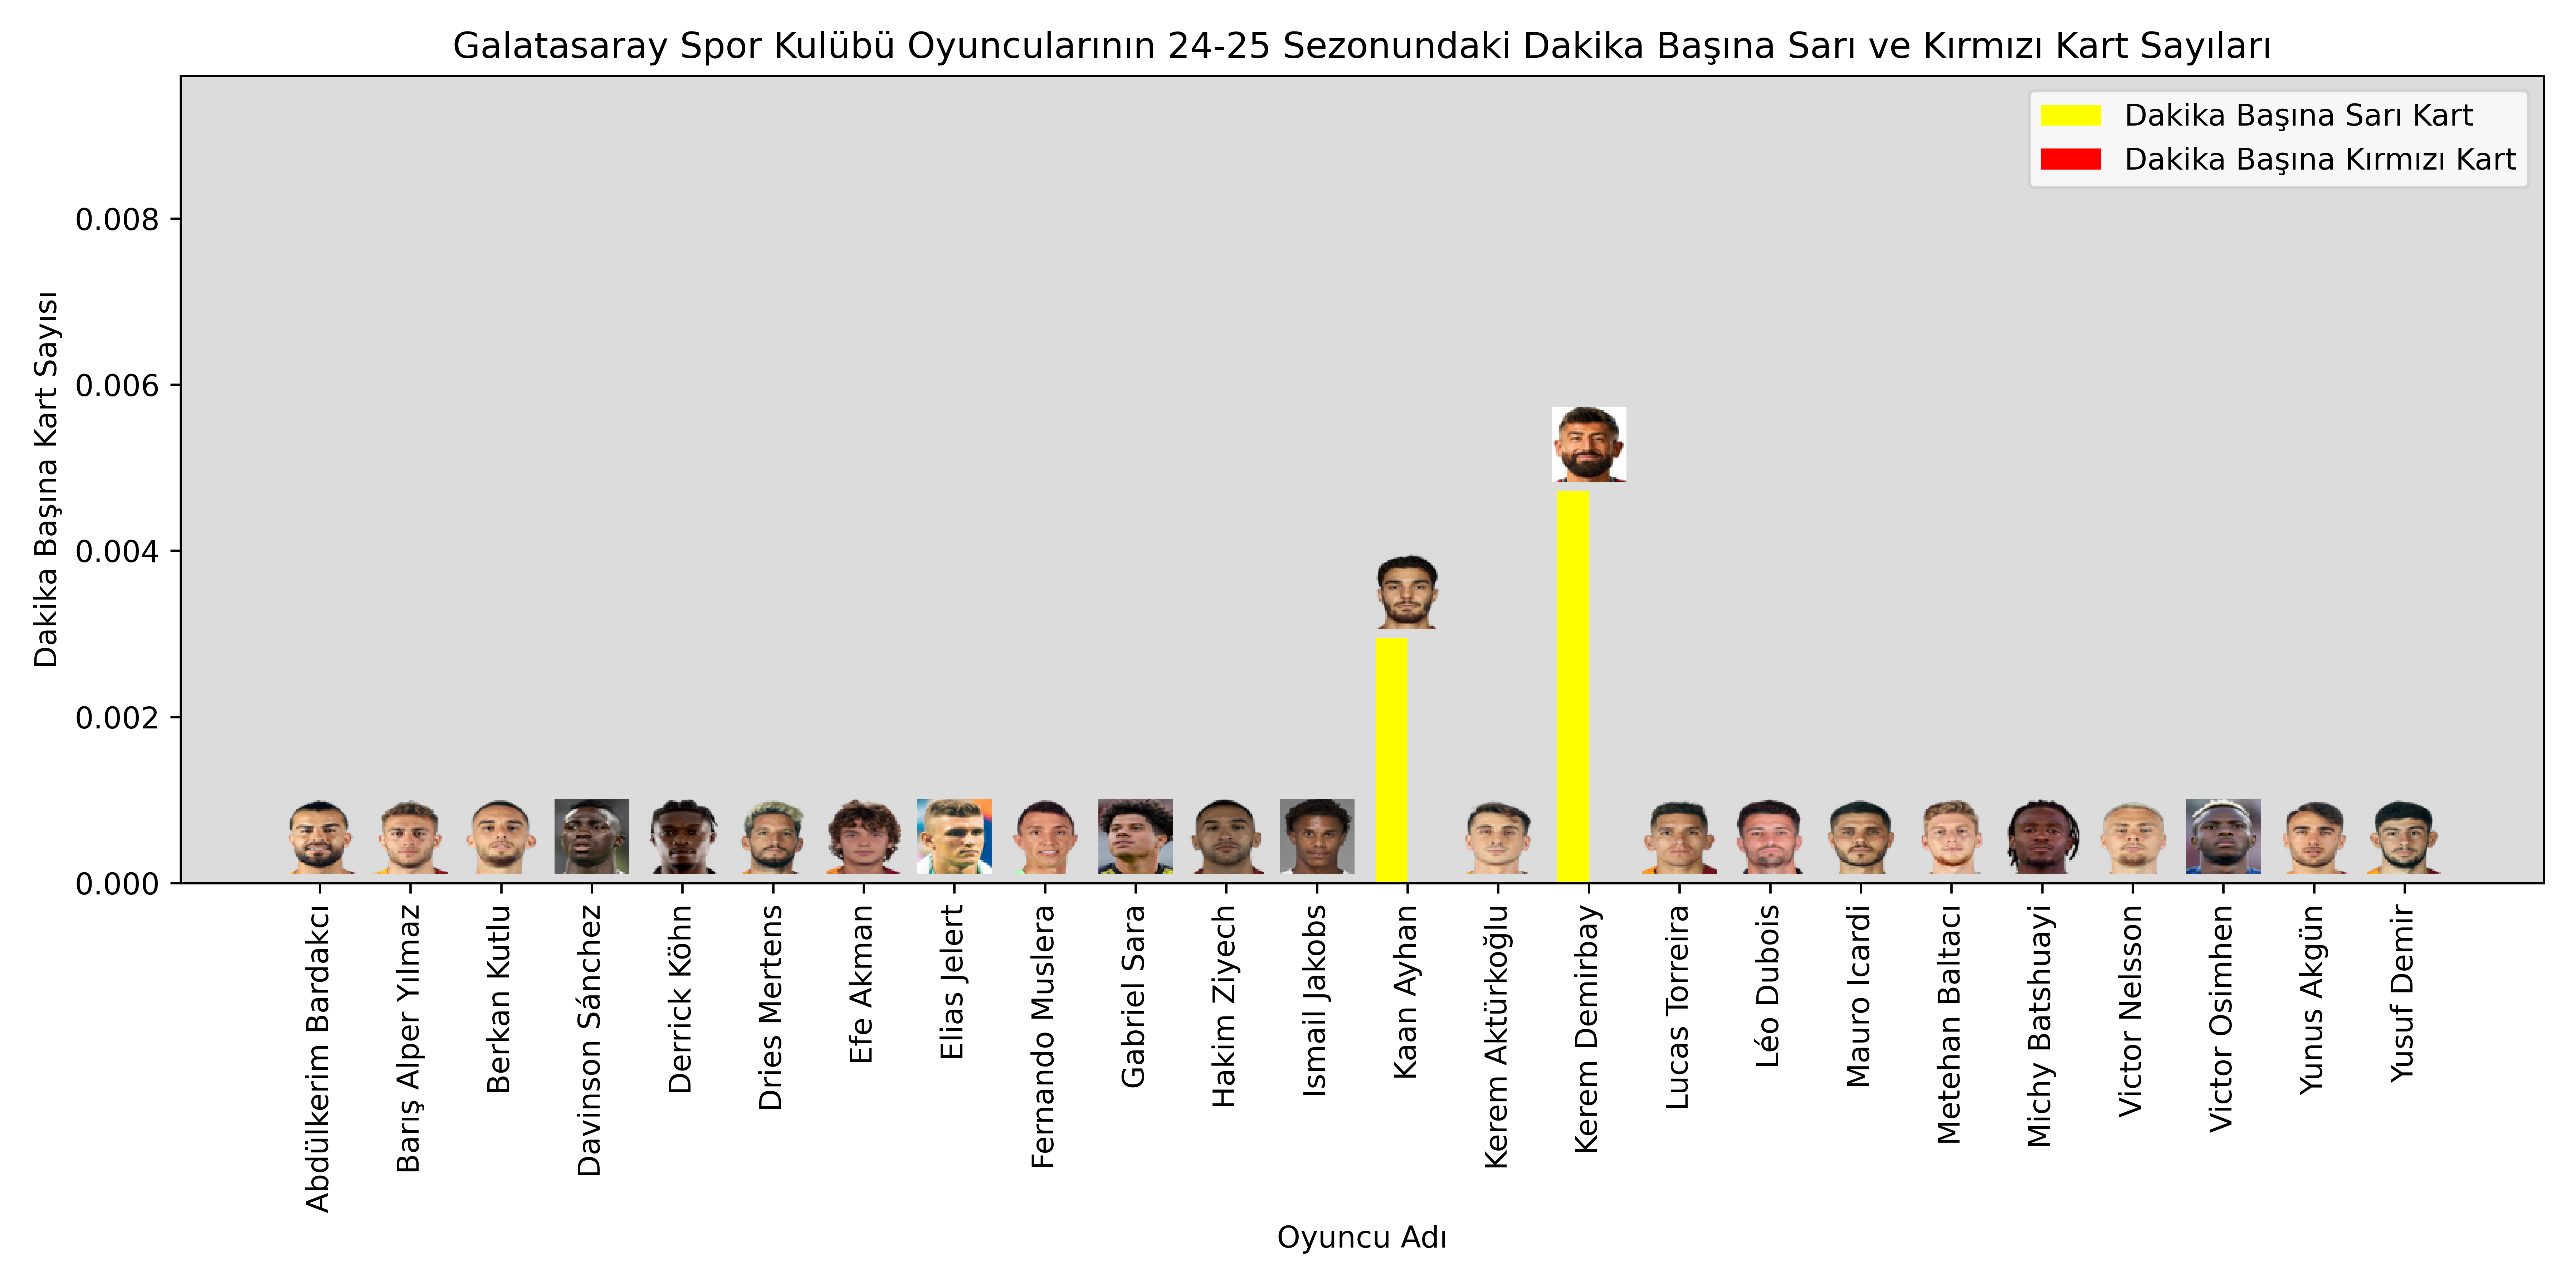 Galatasaray Spor Kulübü Oyuncularının 24-25 Sezonundaki Dakika Başına Sarı ve Kırmızı Kart Sayıları
Dakika Başına Sarı Kart
Dakika Başına Kırmızı Kart
Dakika Başına Kart Sayısı
0.008
0.006
0.004
0.002
0.000
Abdülkerim Bardakcı
Barış Alper Yılmaz
Berkan Kutlu
Davinson Sánchez
Derrick Köhn
Dries Mertens
Efe Akman
Elias Jelert
Fernando Muslera
Gabriel Sara
Hakim Ziyech
Ismail Jakobs
Kaan Ayhan
Kerem Aktürkoğlu
Kerem Demirbay
Lucas Torreira
Léo Dubois
Mauro Icardi
Metehan Baltacı
Michy Batshuayi
Victor Nelsson
Victor Osimhen
Yunus Akgün
Yusuf Demir
Oyuncu Adı